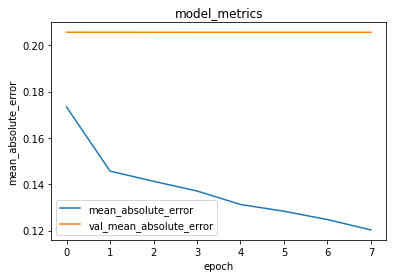 model_metrics
0.20
0.18
0.16
0.14
0.12
mean_absolute_error
mean_absolute_error
val_mean_absolute_error
0 1 2 3 4 5 6 7
epoch